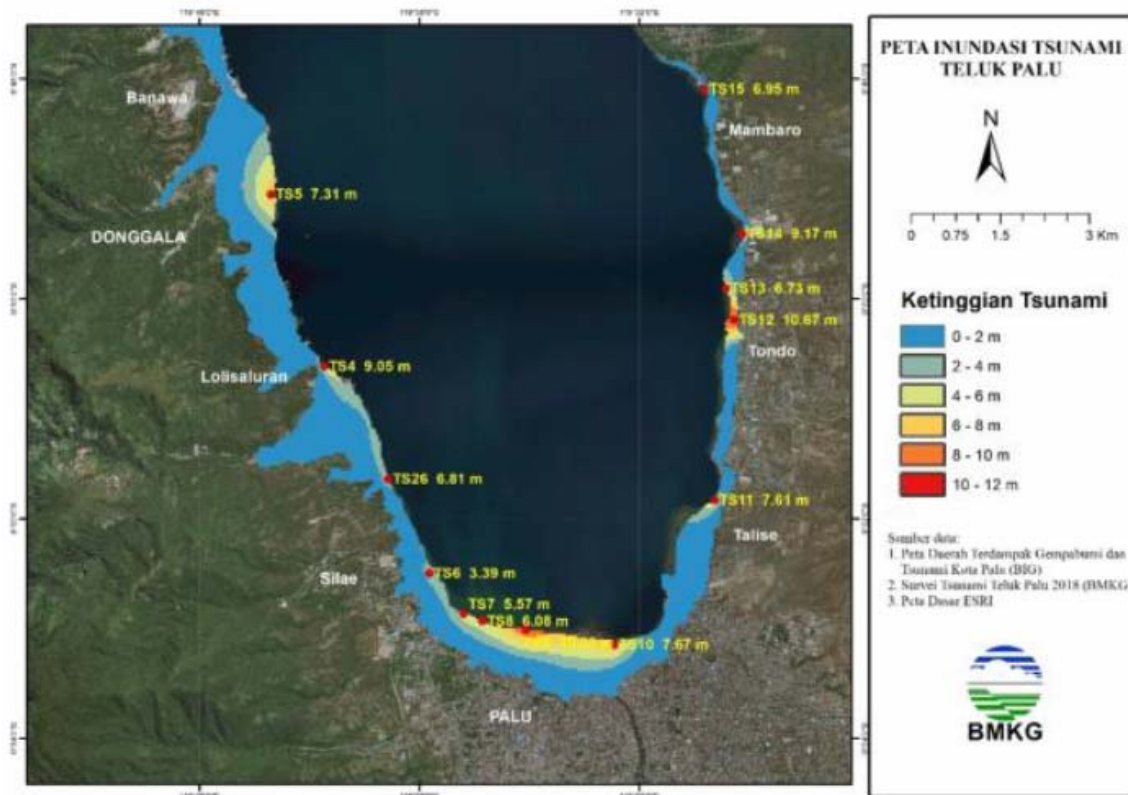 PETA INUNDASI TSUNAMI
TELUK PALU
N
0 0.75 1.5 3 Km
Ketinggian Tsunami
0 - 2 m
2 - 4 m
4 - 6 m
6 - 8 m
8 - 10 m
10 - 12 m
Sumber data:
1. Peta Daerah Terdampak Gempabumi dan
Tsunami Kota Palu (BIG)
2. Survei Tsunami Teluk Palu 2018 (BMKG
3. Peta Dasar ESRI
BMKG
Banawa
TS15 6.95 m
Mambaro
TS5 7.31 m
DONGGALA
TS14 9.17 m
TS13 6.73 m
TS12 10.67 m
Tondo
TS4 9.05 m
Lolisaluran
TS26 6.81 m
TS11 7.61 m
Talise
TS6 3.39 m
Silae
TS7 5.57 m
TS8 6.08 m
TS10 7.67 m
PALU